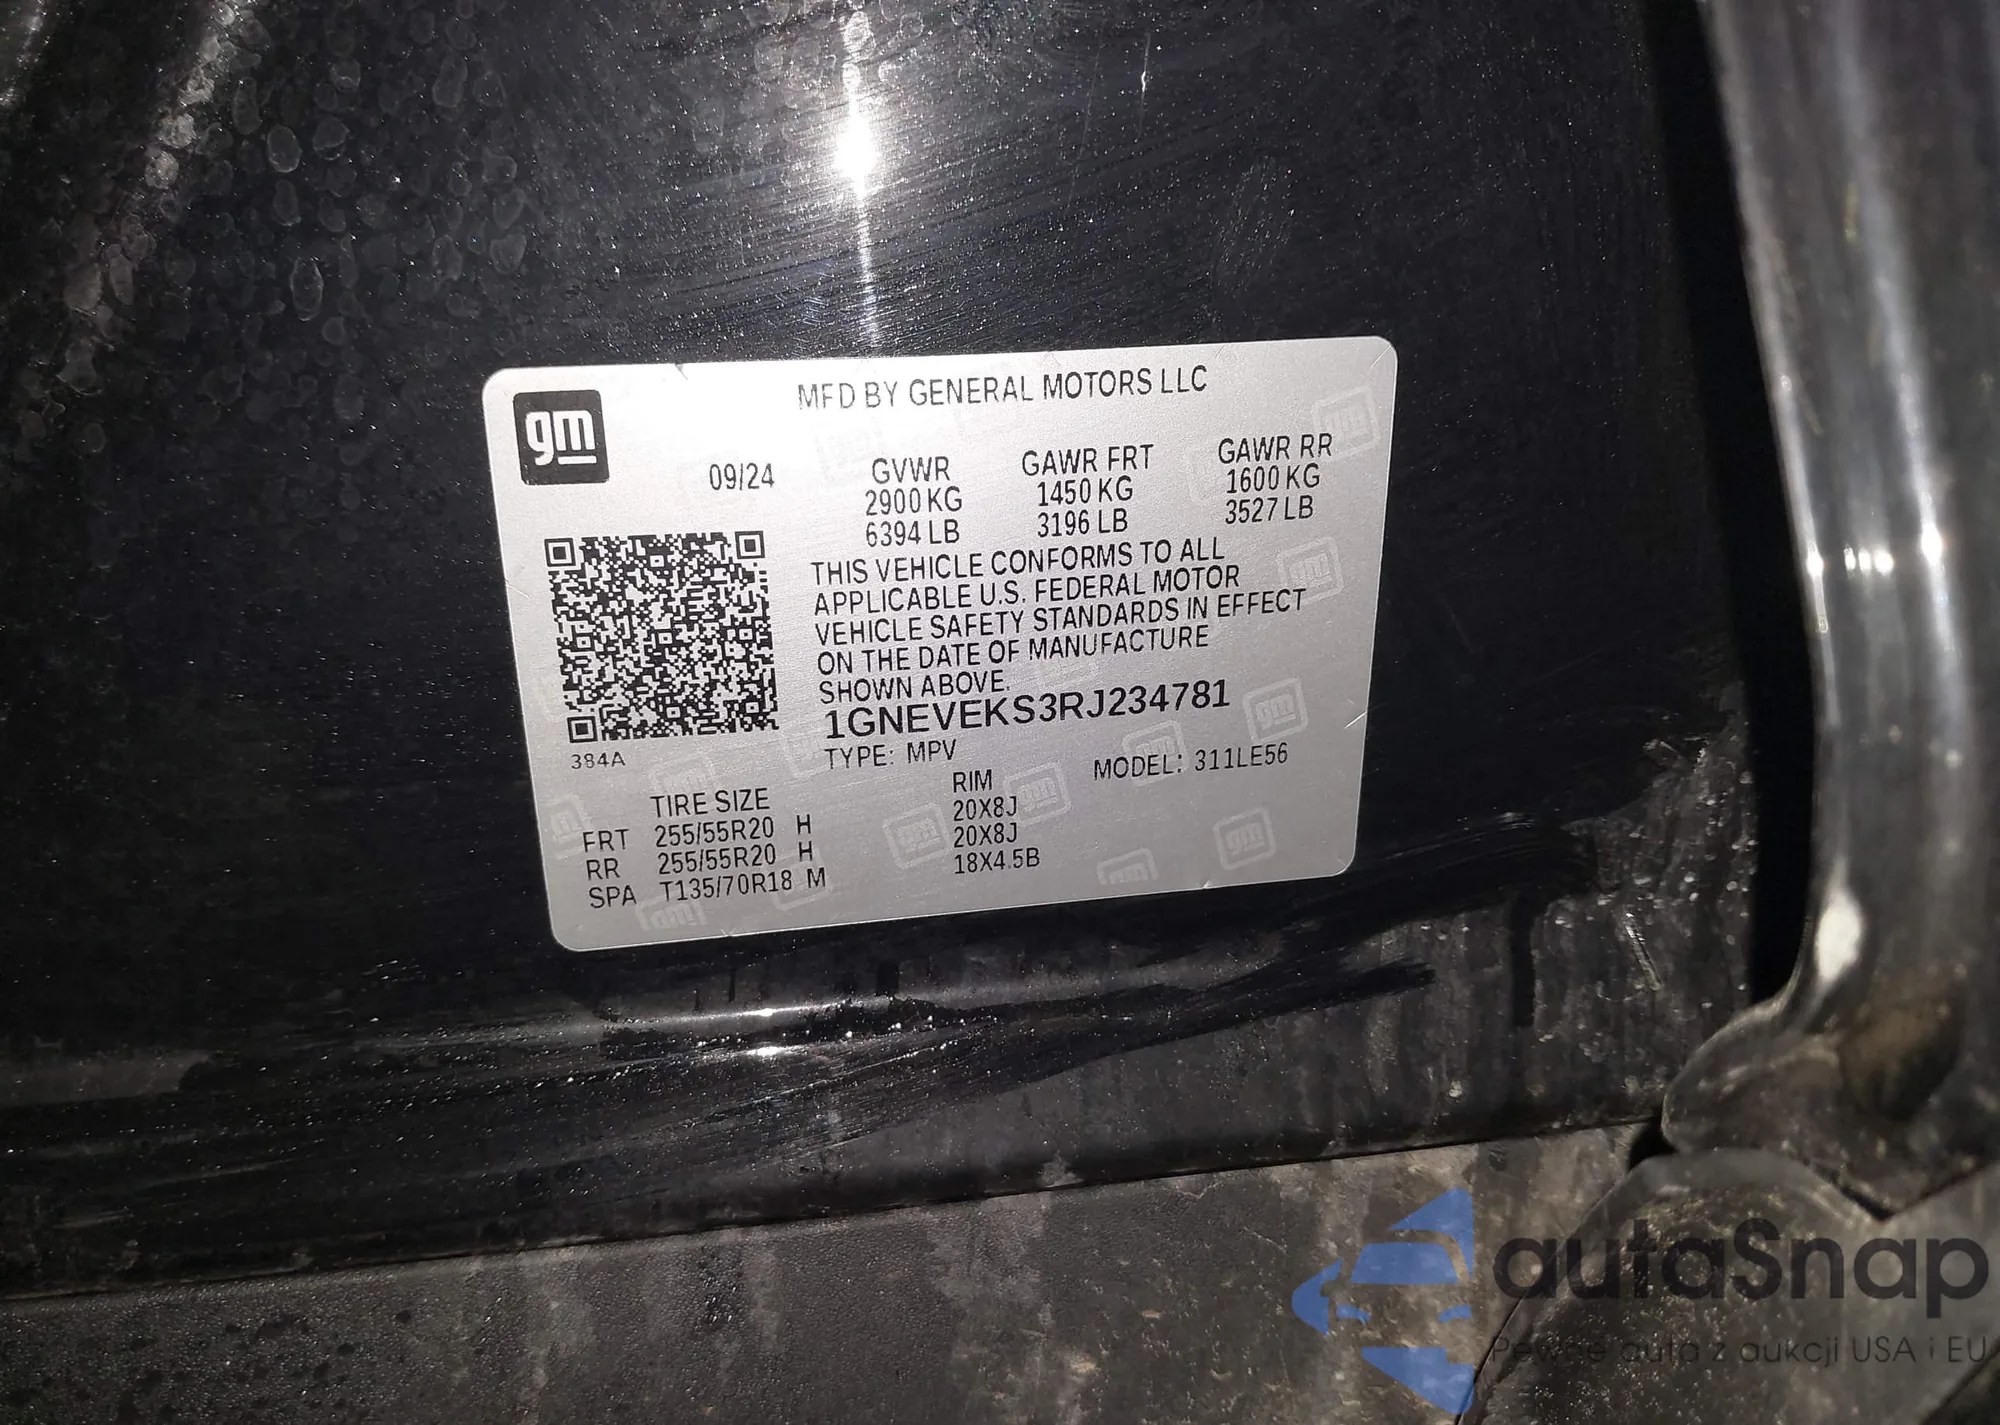 gm
MFD BY GENERAL MOTORS LLC
09/24
GVWR GAWR FRT GAWR RR
2900 KG 1450 KG 1600 KG
6394 LB 3196 LB 3527 LB
THIS VEHICLE CONFORMS TO ALL
APPLICABLE U.S. FEDERAL MOTOR
VEHICLE SAFETY STANDARDS IN EFFECT
ON THE DATE OF MANUFACTURE
SHOWN ABOVE.
1GNEVEKS3RJ234781
384A
TYPE: MPV MODEL: 311LE56
TIRE SIZE RIM
FRT 255/55R20 H 20X8J
RR 255/55R20 H 20X8J
SPA T135/70R18 M 18X4.5B
autaSnap
Pewne auta z aukcji USA i EU